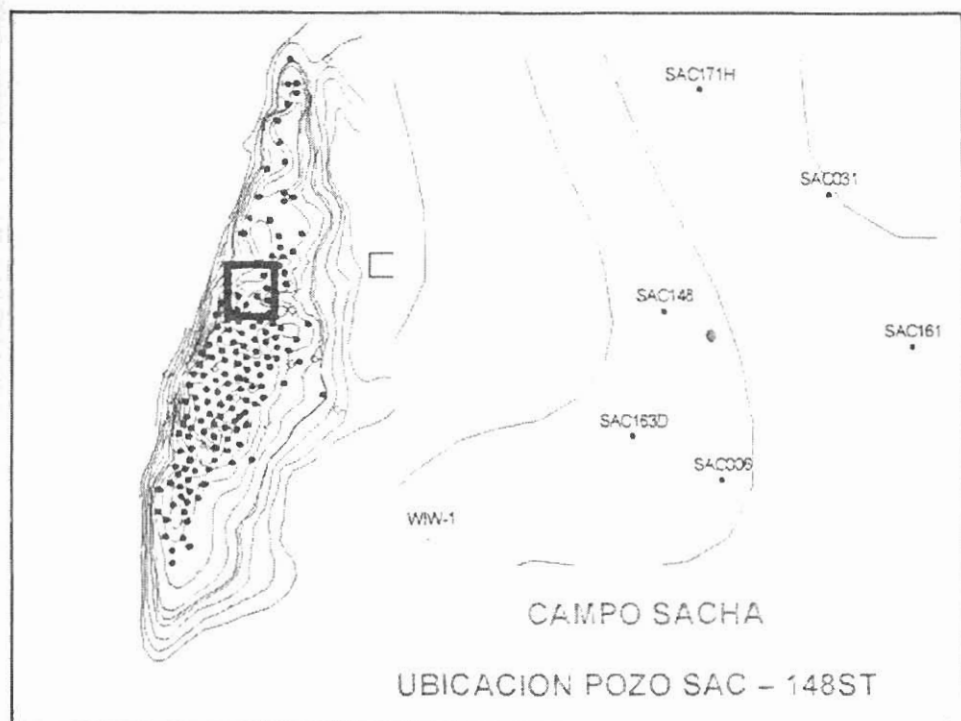 SAC171H
SAC031
SAC148
SAC161
SAC163D
SAC006
WIW-1
CAMPO SACHA
UBICACION POZO SAC - 148ST